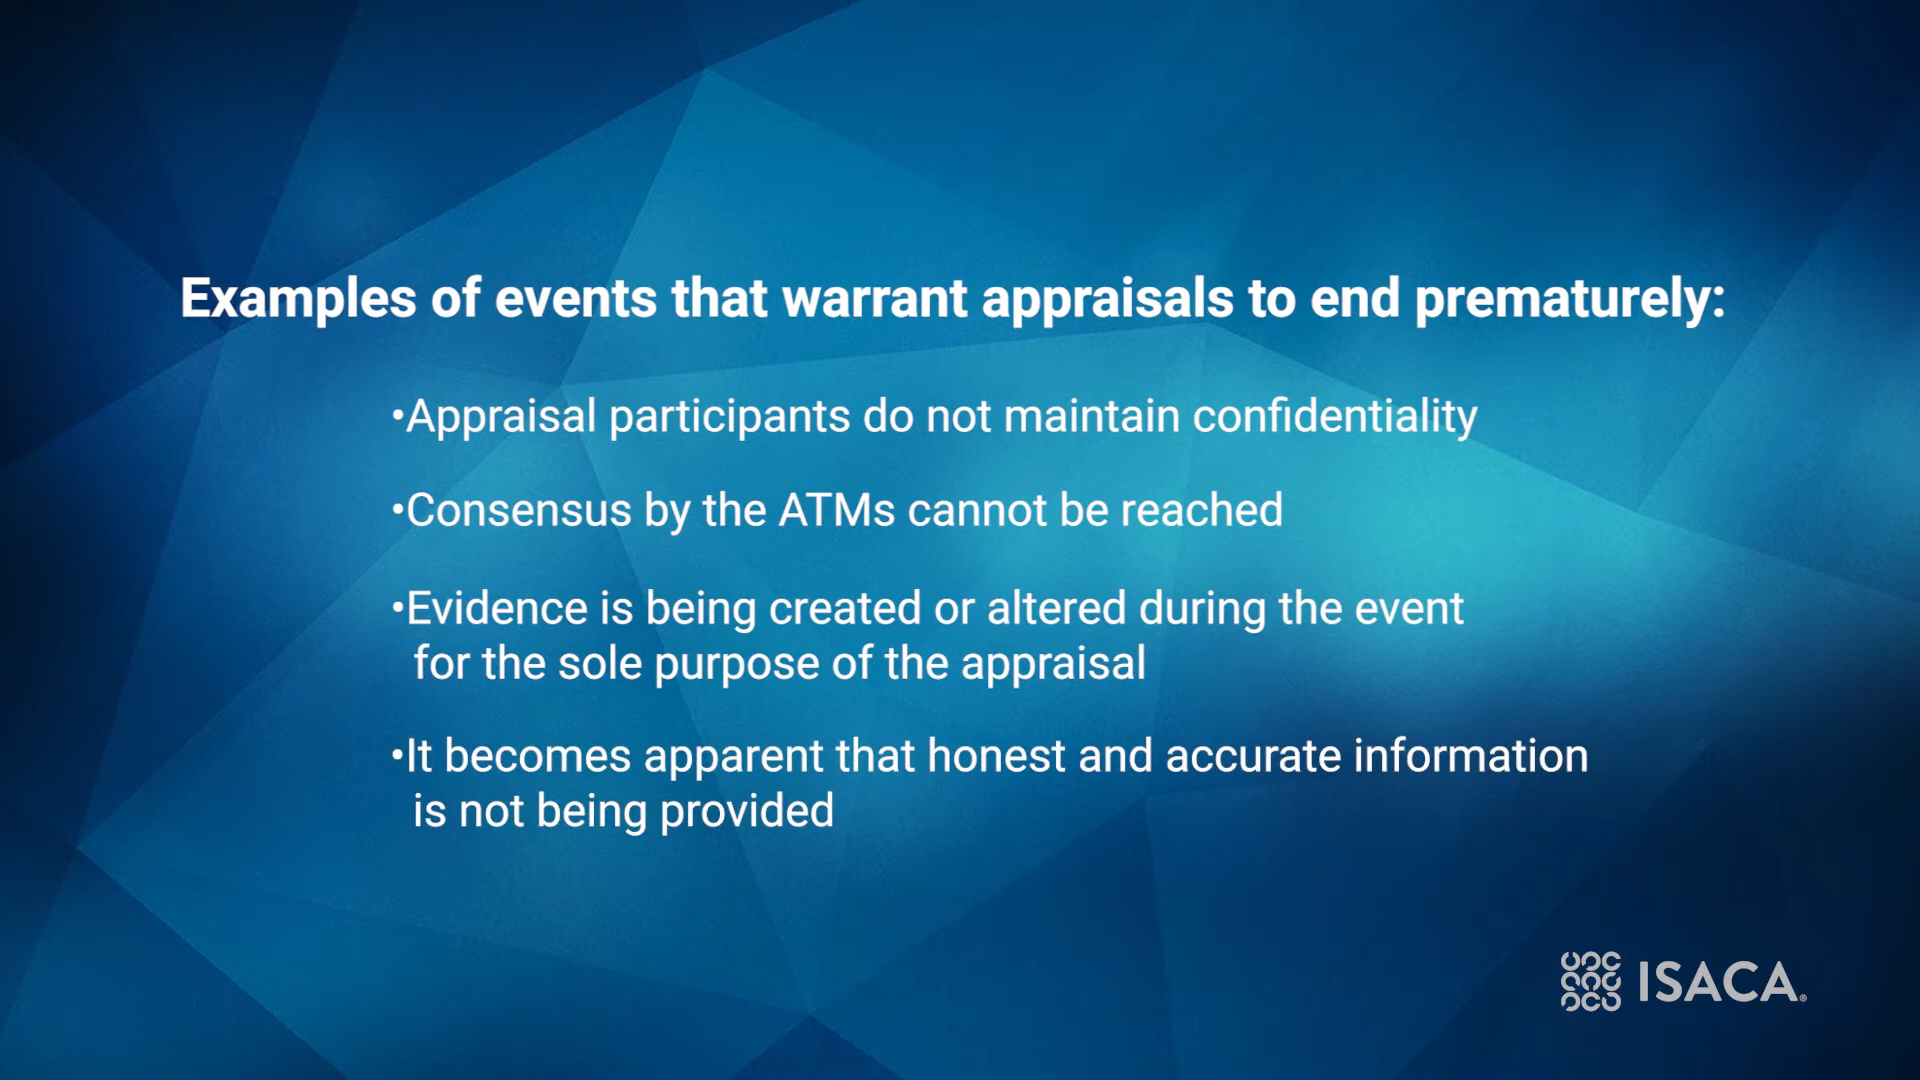 Examples of events that warrant appraisals to end prematurely:
•Appraisal participants do not maintain confidentiality
•Consensus by the ATMs cannot be reached
•Evidence is being created or altered during the event
for the sole purpose of the appraisal
•It becomes apparent that honest and accurate information
is not being provided
ISACA®